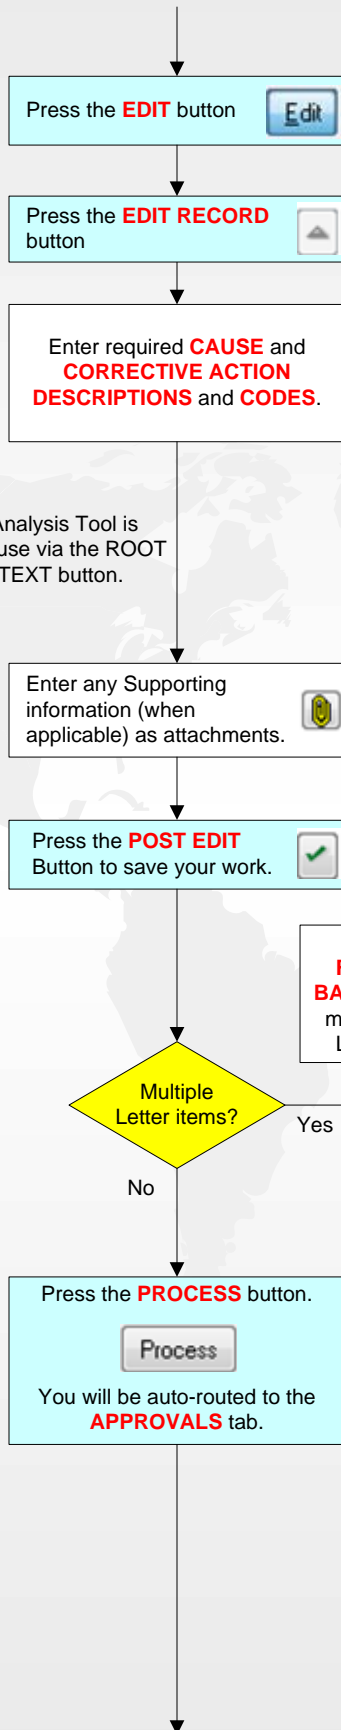 Press the EDIT button
Edit
Press the EDIT RECORD
button
Enter required CAUSE and
CORRECTIVE ACTION
DESCRIPTIONS and CODES.
Analysis Tool is
use via the ROOT
TEXT button.
Enter any Supporting
information (when
applicable) as attachments.
Press the POST EDIT
Button to save your work.
Multiple
Letter items?
Yes
No
Press the PROCESS button.
Process
You will be auto-routed to the
APPROVALS tab.